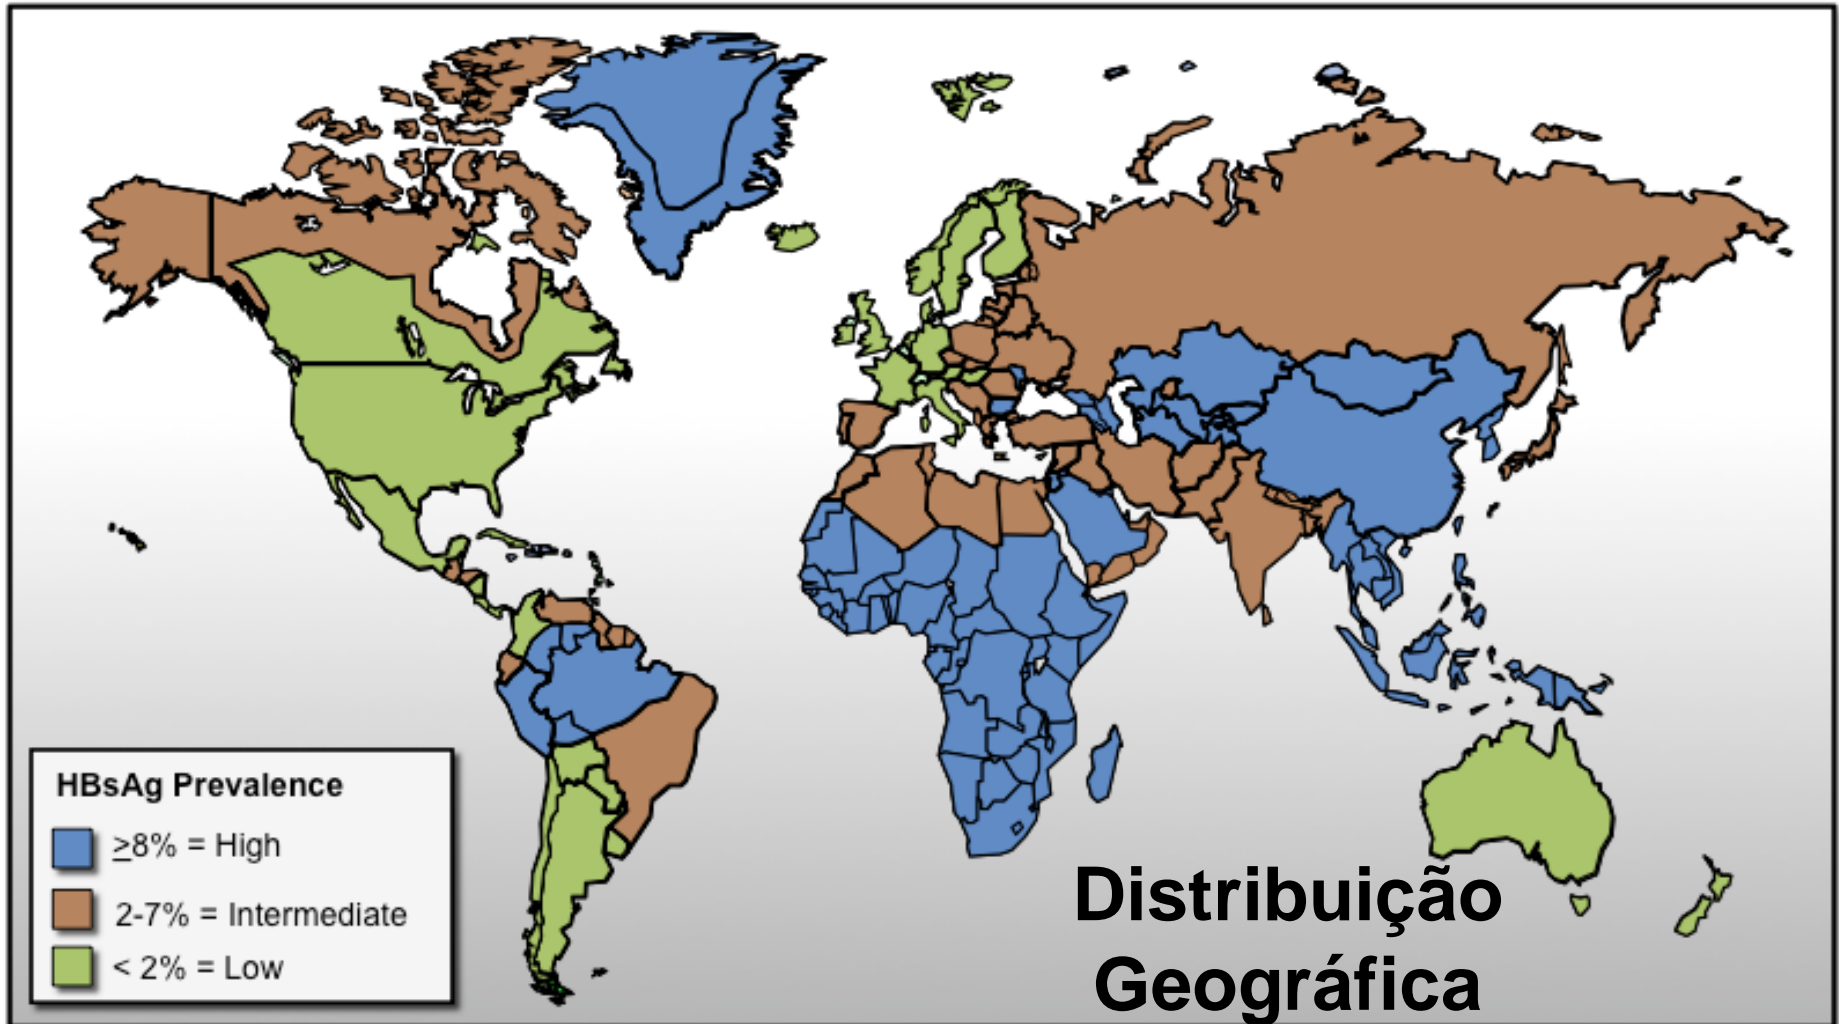 HBsAg Prevalence
≥8% = High
2-7% = Intermediate
< 2% = Low
Distribuição
Geográfica